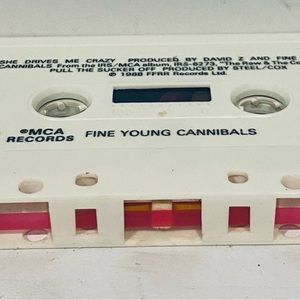 SHE DRIVES ME CRAZY PRODUCED BY DAVID Z AND FINE
CANNIBALS From the IRS/MCA album, IRS-6273, "The Raw & The Co
PULL THE SUCKER OFF PRODUCED BY STEEL/COX
℗ 1988 FFRR Records Ltd.
®MCA FINE YOUNG CANNIBALS
RECORDS